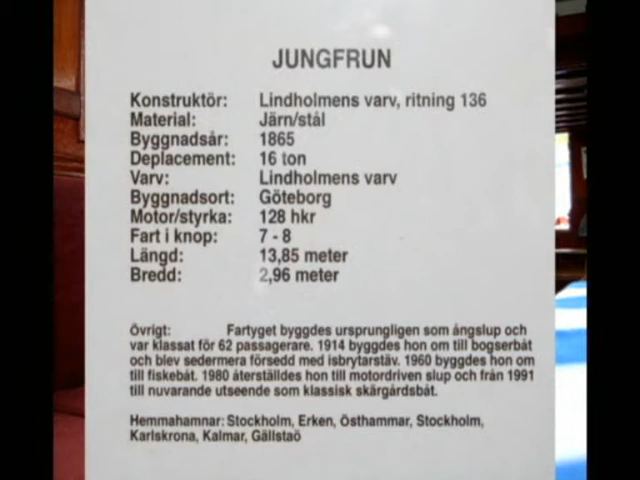 JUNGFRUN
Konstruktör: Lindholmens varv, ritning 136
Material: Järn/stål
Byggnadsår: 1865
Deplacement: 16 ton
Varv: Lindholmens varv
Byggnadsort: Göteborg
Motor/styrka: 128 hkr
Fart i knop: 7 - 8
Längd: 13,85 meter
Bredd: 2,96 meter
Övrigt: Fartyget byggdes ursprungligen som ångslup och
var klassat för 62 passagerare. 1914 byggdes hon om till bogserbåt
och blev sedermera försedd med isbrytarstäv. 1960 byggdes hon om
till fiskebåt. 1980 återställdes hon till motordriven slup och från 1991
till nuvarande utseende som klassisk skärgårdsbåt.
Hemmahamnar: Stockholm, Erken, Östhammar, Stockholm,
Karlskrona, Kalmar, Gällstaö